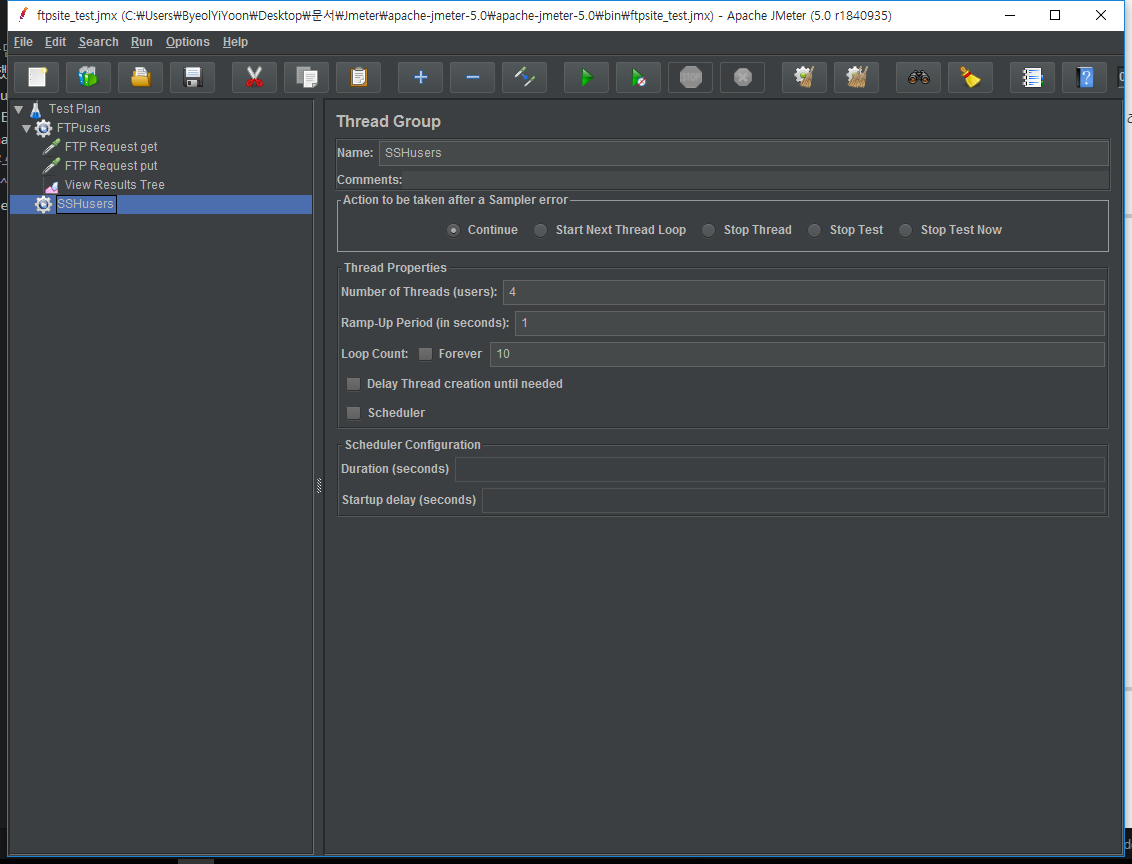 ftpsite_test.jmx (C:₩Users₩ByeolYiYoon₩Desktop₩문서₩Jmeter₩apache-jmeter-5.0₩apache-jmeter-5.0₩bin₩ftpsite_test.jmx) - Apache JMeter (5.0 r1840935)
File Edit Search Run Options Help
STOP
Test Plan
FTPusers
FTP Request get
FTP Request put
View Results Tree
SSHusers
Thread Group
Name: SSHusers
Comments:
Action to be taken after a Sampler error
Continue Start Next Thread Loop Stop Thread Stop Test Stop Test Now
Thread Properties
Number of Threads (users): 4
Ramp-Up Period (in seconds): 1
Loop Count: Forever 10
Delay Thread creation until needed
Scheduler
Scheduler Configuration
Duration (seconds)
Startup delay (seconds)